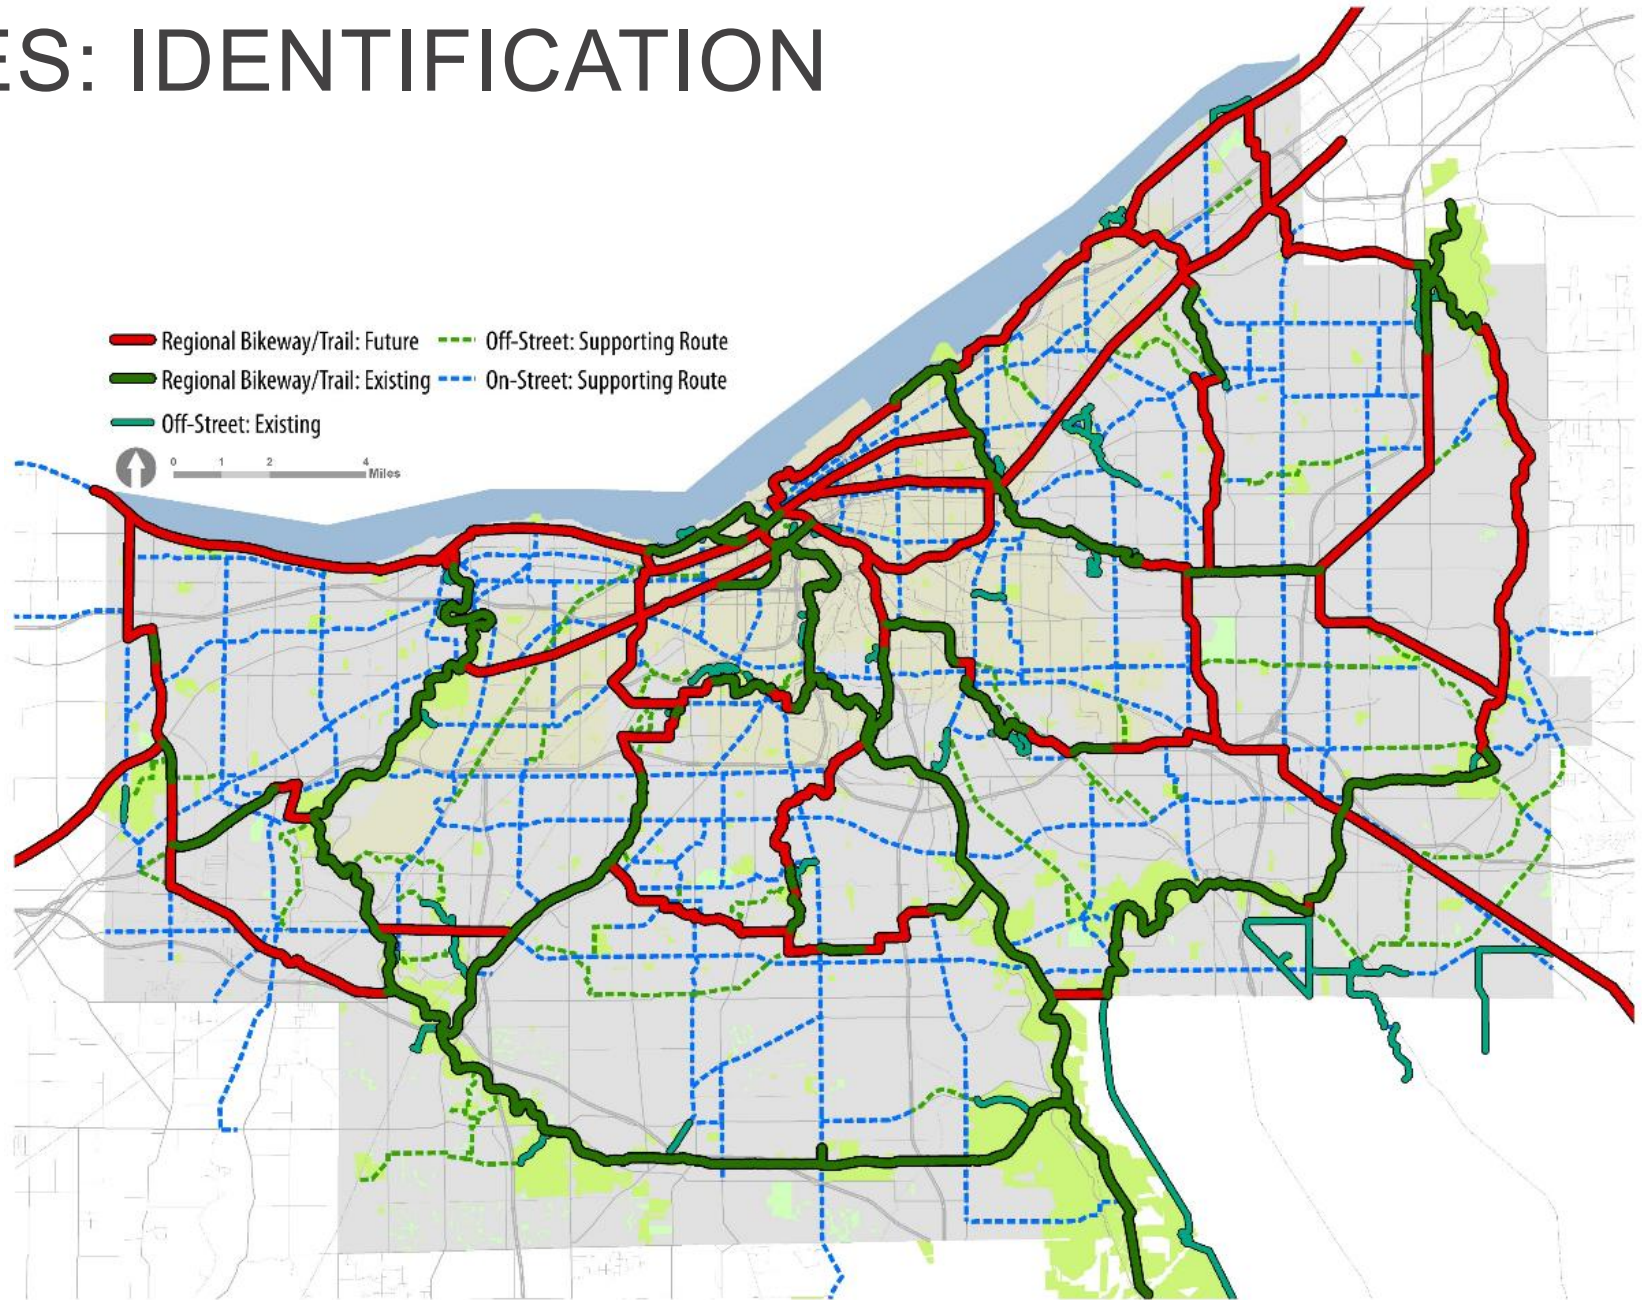 ES: IDENTIFICATION
Regional Bikeway/Trail: Future
Off-Street: Supporting Route
Regional Bikeway/Trail: Existing
On-Street: Supporting Route
Off-Street: Existing
0 1 2 4
Miles